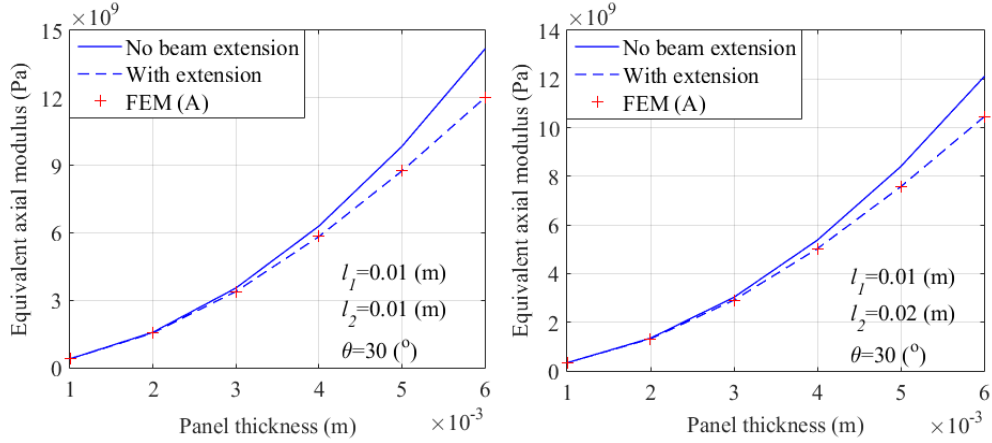 ×10⁹
15
12
9
6
3
0
Equivalent axial modulus (Pa)
No beam extension
With extension
FEM (A)
l₁=0.01 (m)
l₂=0.01 (m)
θ=30 (°)
1 2 3 4 5 6
Panel thickness (m)
×10⁻³
×10⁹
14
12
10
8
6
4
2
0
Equivalent axial modulus (Pa)
No beam extension
With extension
FEM (A)
l₁=0.01 (m)
l₂=0.02 (m)
θ=30 (°)
1 2 3 4 5 6
Panel thickness (m)
×10⁻³